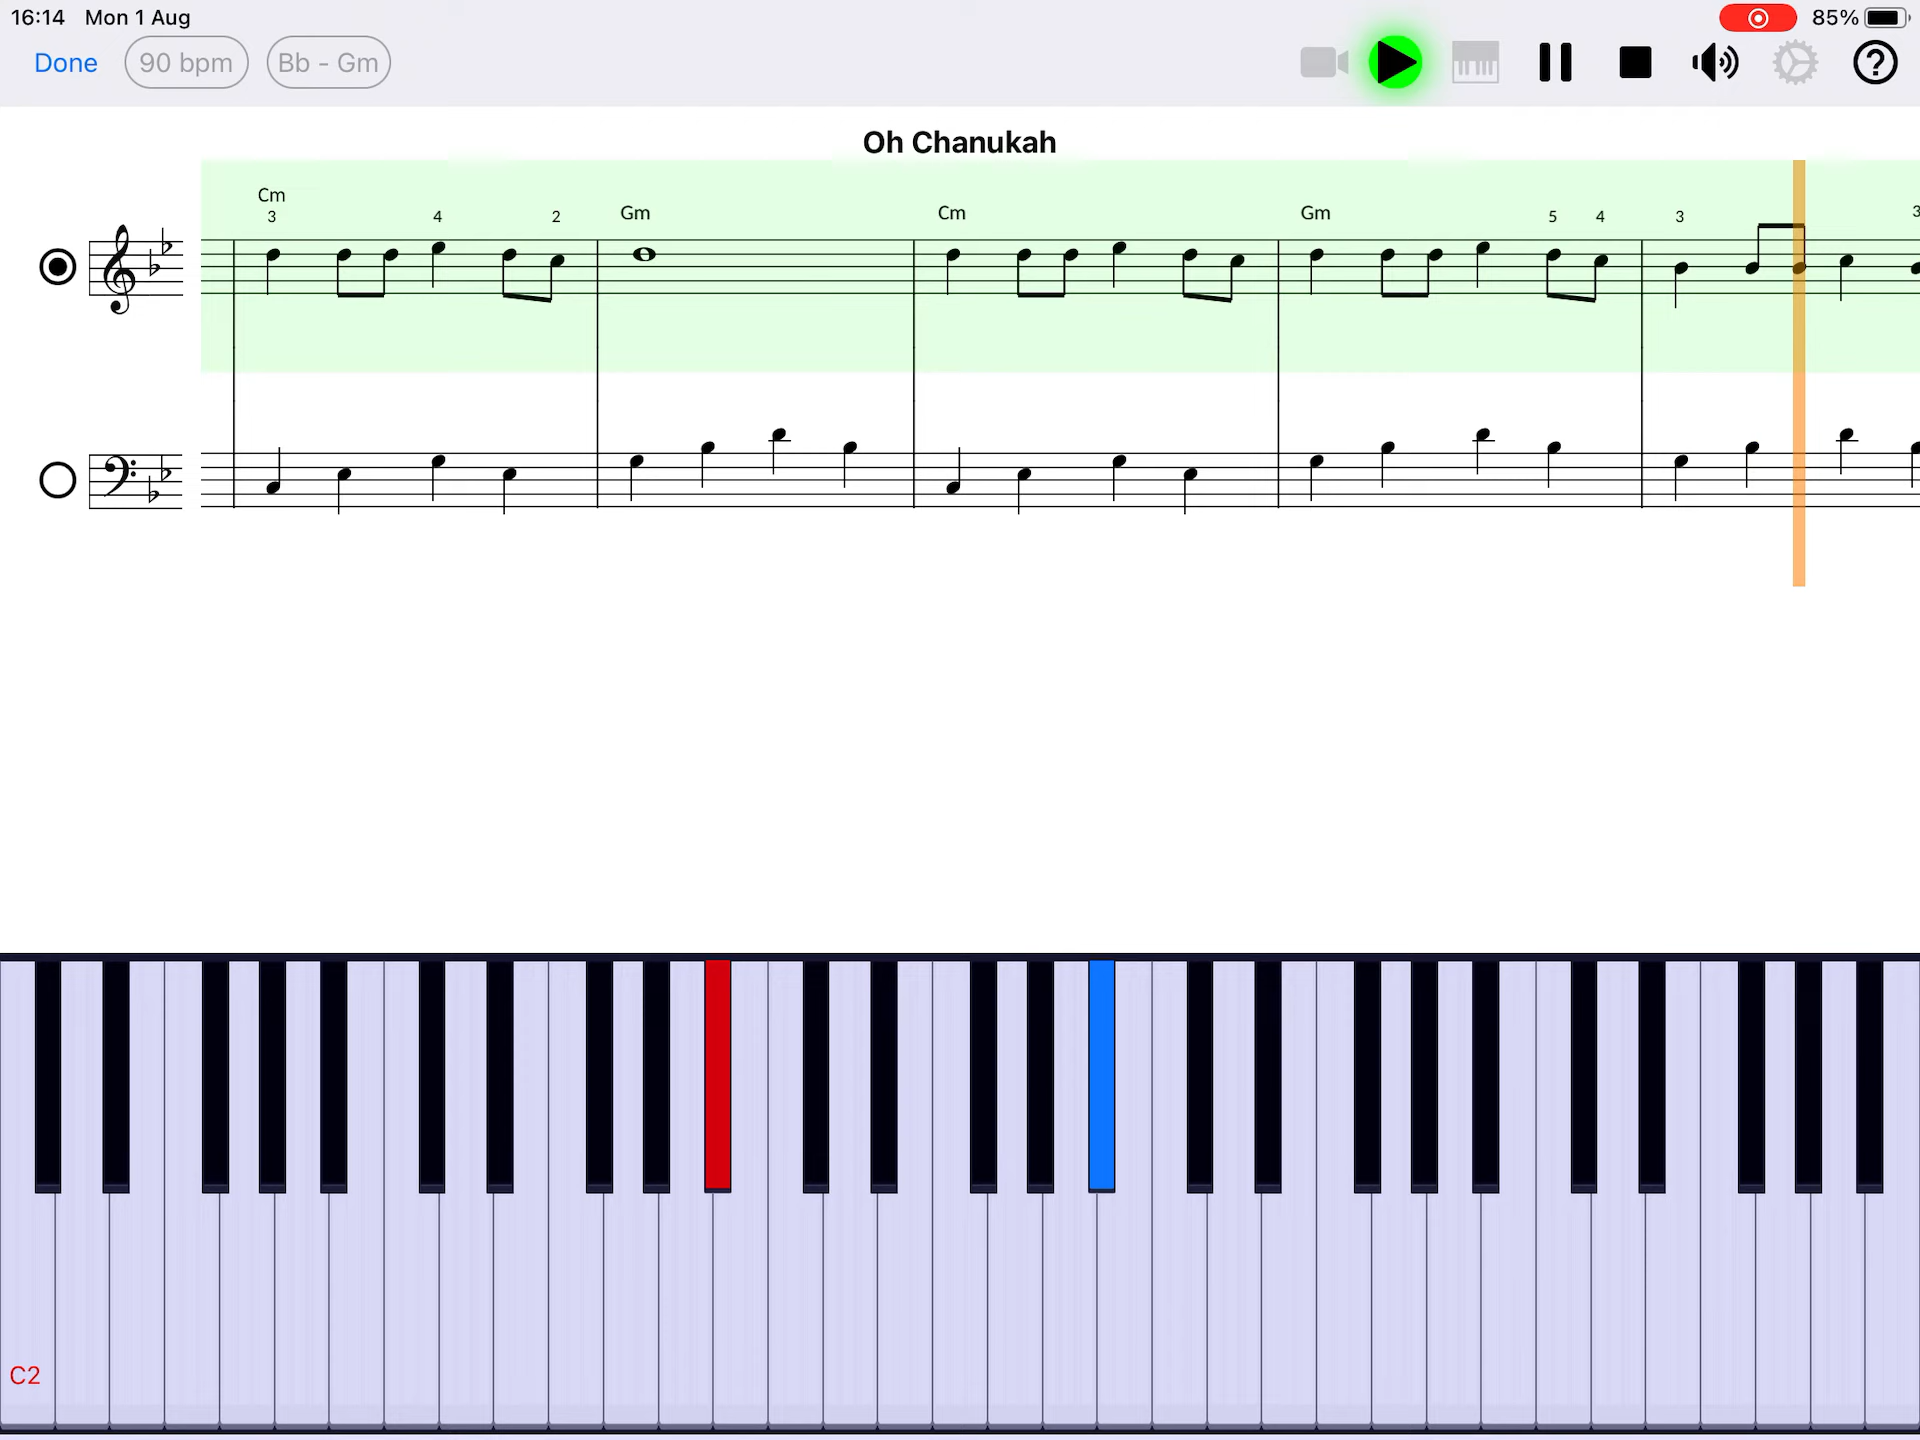 16:14 Mon 1 Aug 85%
Done 90 bpm Bb - Gm ?
Oh Chanukah
Cm Gm Cm Gm
3 4 2 5 4 3 3
C2